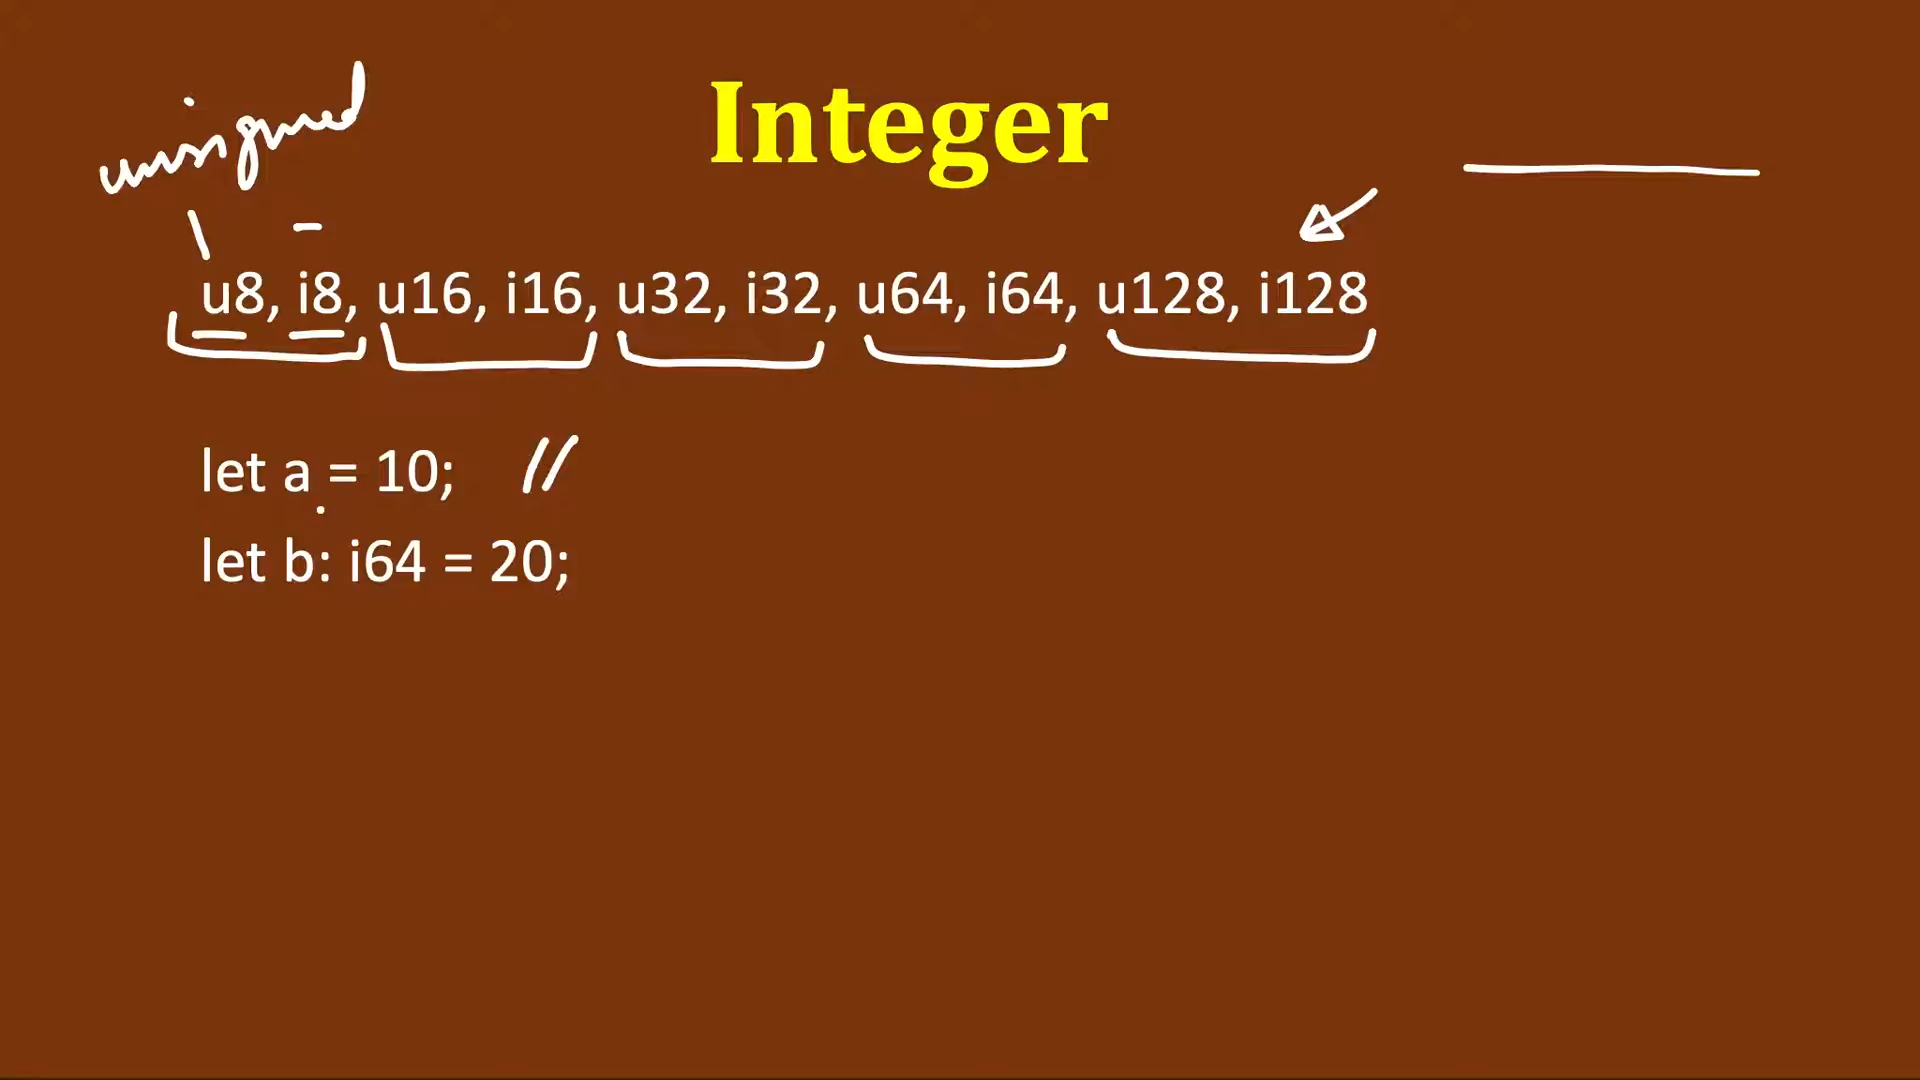 Integer
unsigned
u8, i8, u16, i16, u32, i32, u64, i64, u128, i128
let a = 10; //
let b: i64 = 20;